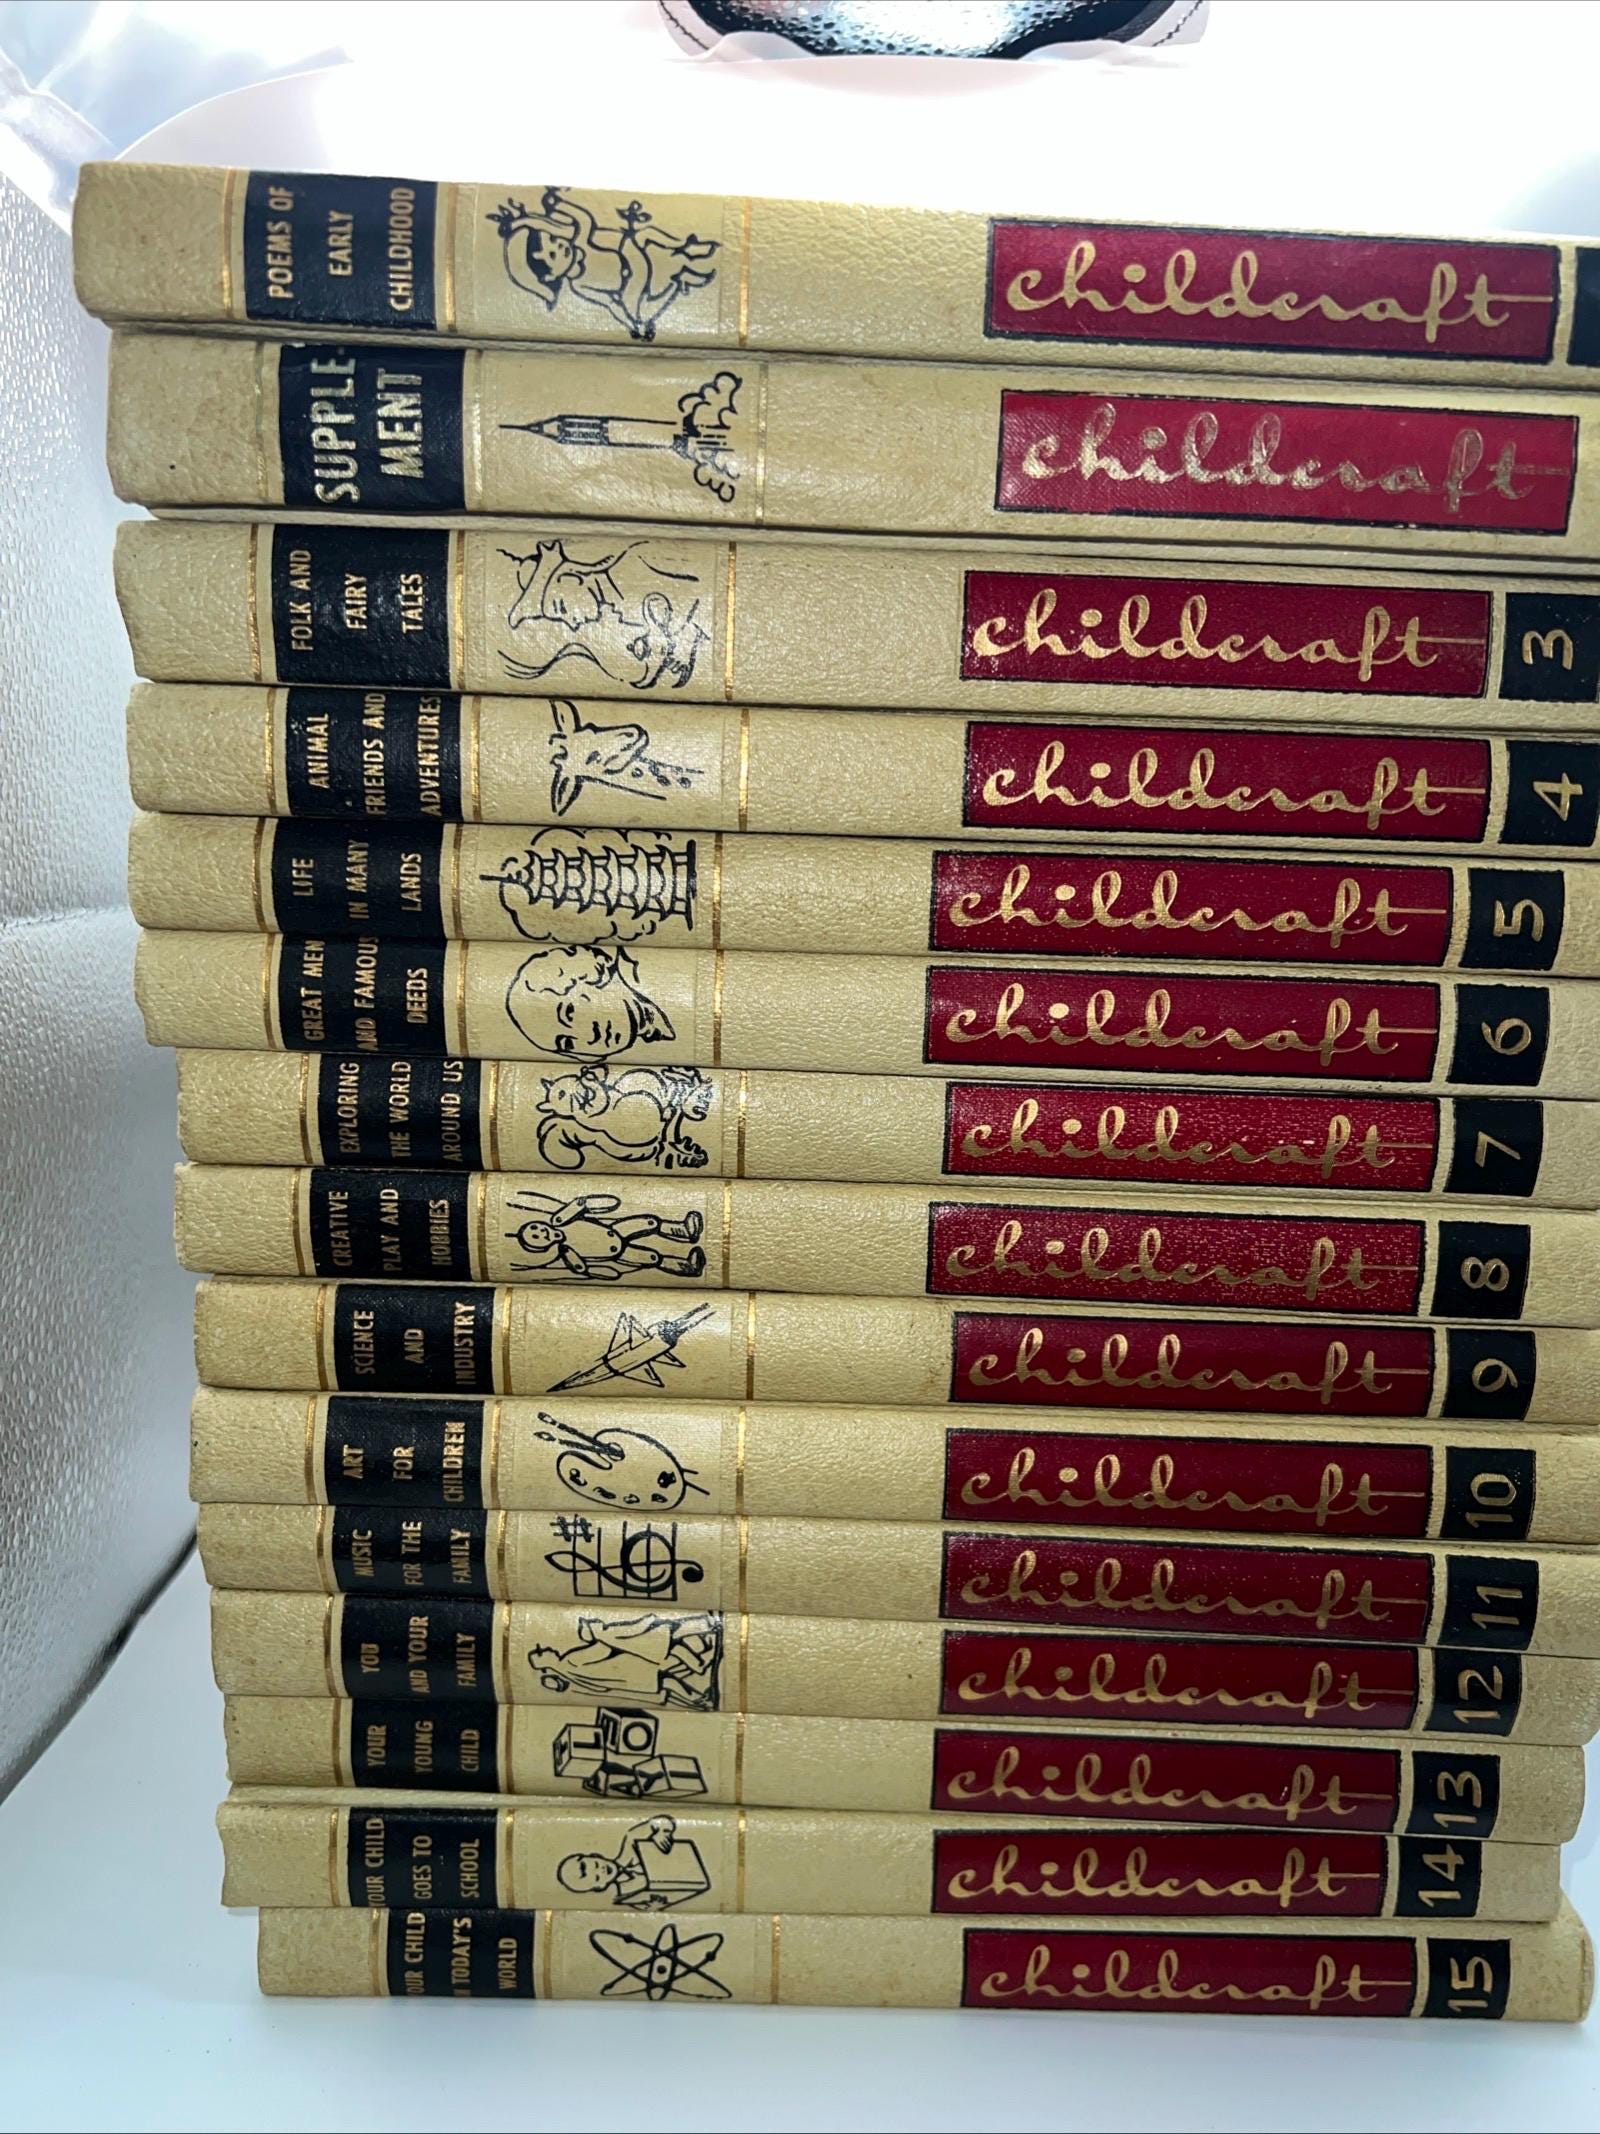 POEMS OF
EARLY
CHILDHOOD
childcraft
SUPPLE-
MENT
childcraft
FOLK AND
FAIRY
TALES
childcraft
3
ANIMAL
FRIENDS AND
ADVENTURES
childcraft
4
LIFE
IN MANY
LANDS
childcraft
5
GREAT MEN
AND FAMOUS
DEEDS
childcraft
6
EXPLORING
THE WORLD
AROUND US
childcraft
7
CREATIVE
PLAY AND
HOBBIES
childcraft
8
SCIENCE
AND
INDUSTRY
childcraft
9
ART
FOR
CHILDREN
childcraft
10
MUSIC
FOR THE
FAMILY
childcraft
11
YOU
AND YOUR
FAMILY
childcraft
12
YOUR
YOUNG
CHILD
childcraft
13
YOUR CHILD
GOES TO
SCHOOL
childcraft
14
OUR CHILD
N TODAY'S
WORLD
childcraft
15